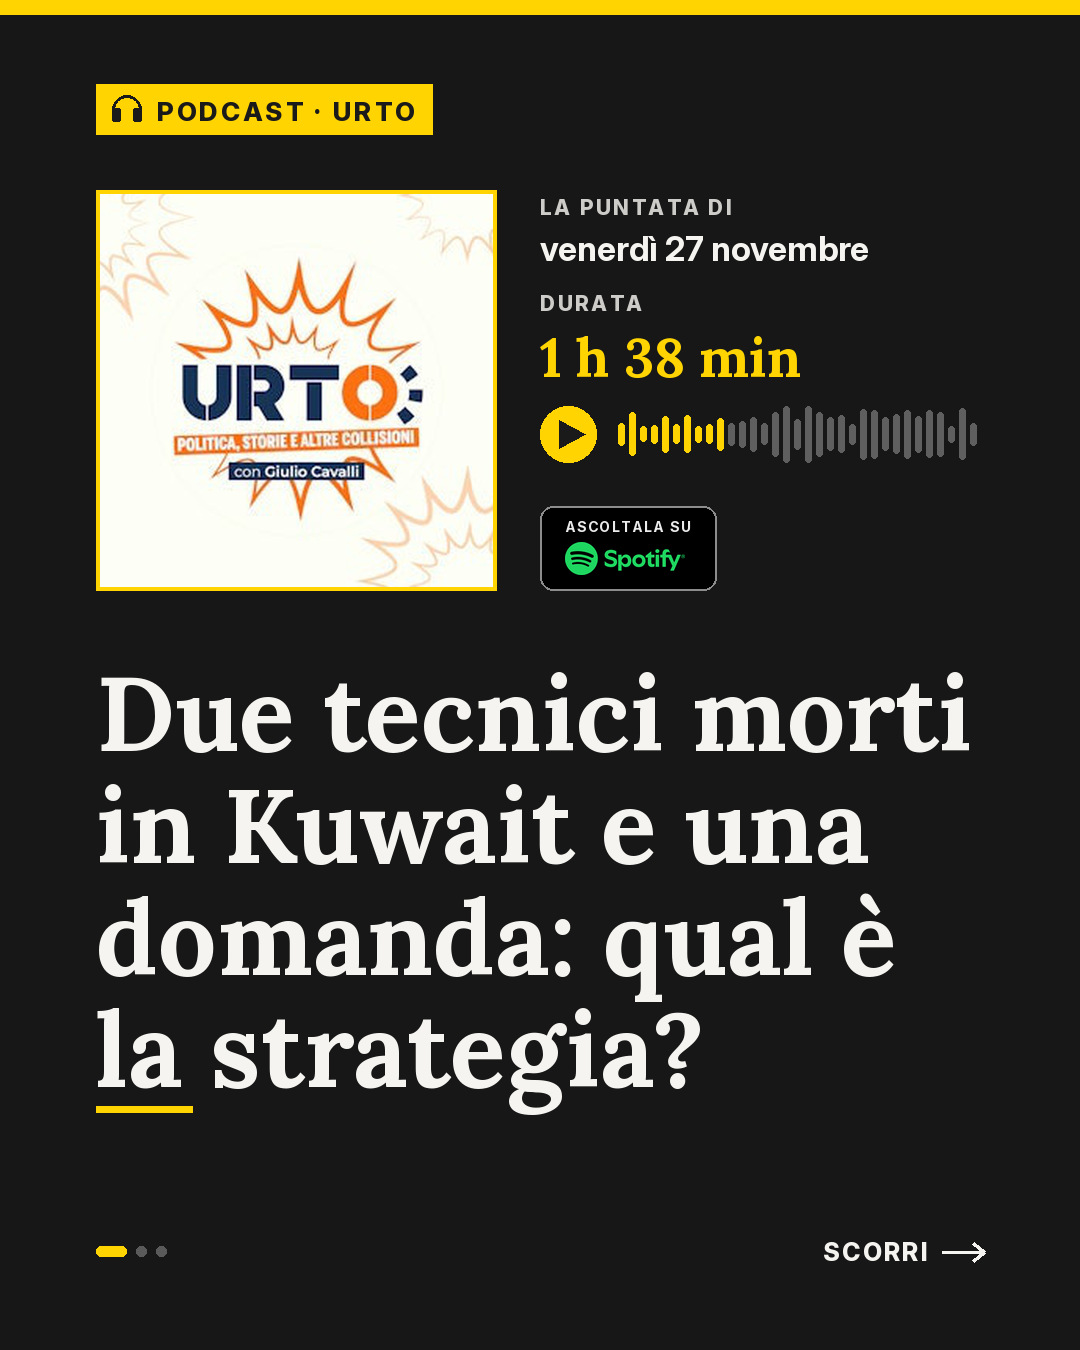 PODCAST · URTO
URTO
POLITICA, STORIE E ALTRE COLLISIONI
con Giulio Cavalli
LA PUNTATA DI
venerdì 27 novembre
DURATA
1 h 38 min
ASCOLTALA SU
Spotify
Due tecnici morti
in Kuwait e una
domanda: qual è
la strategia?
SCORRI